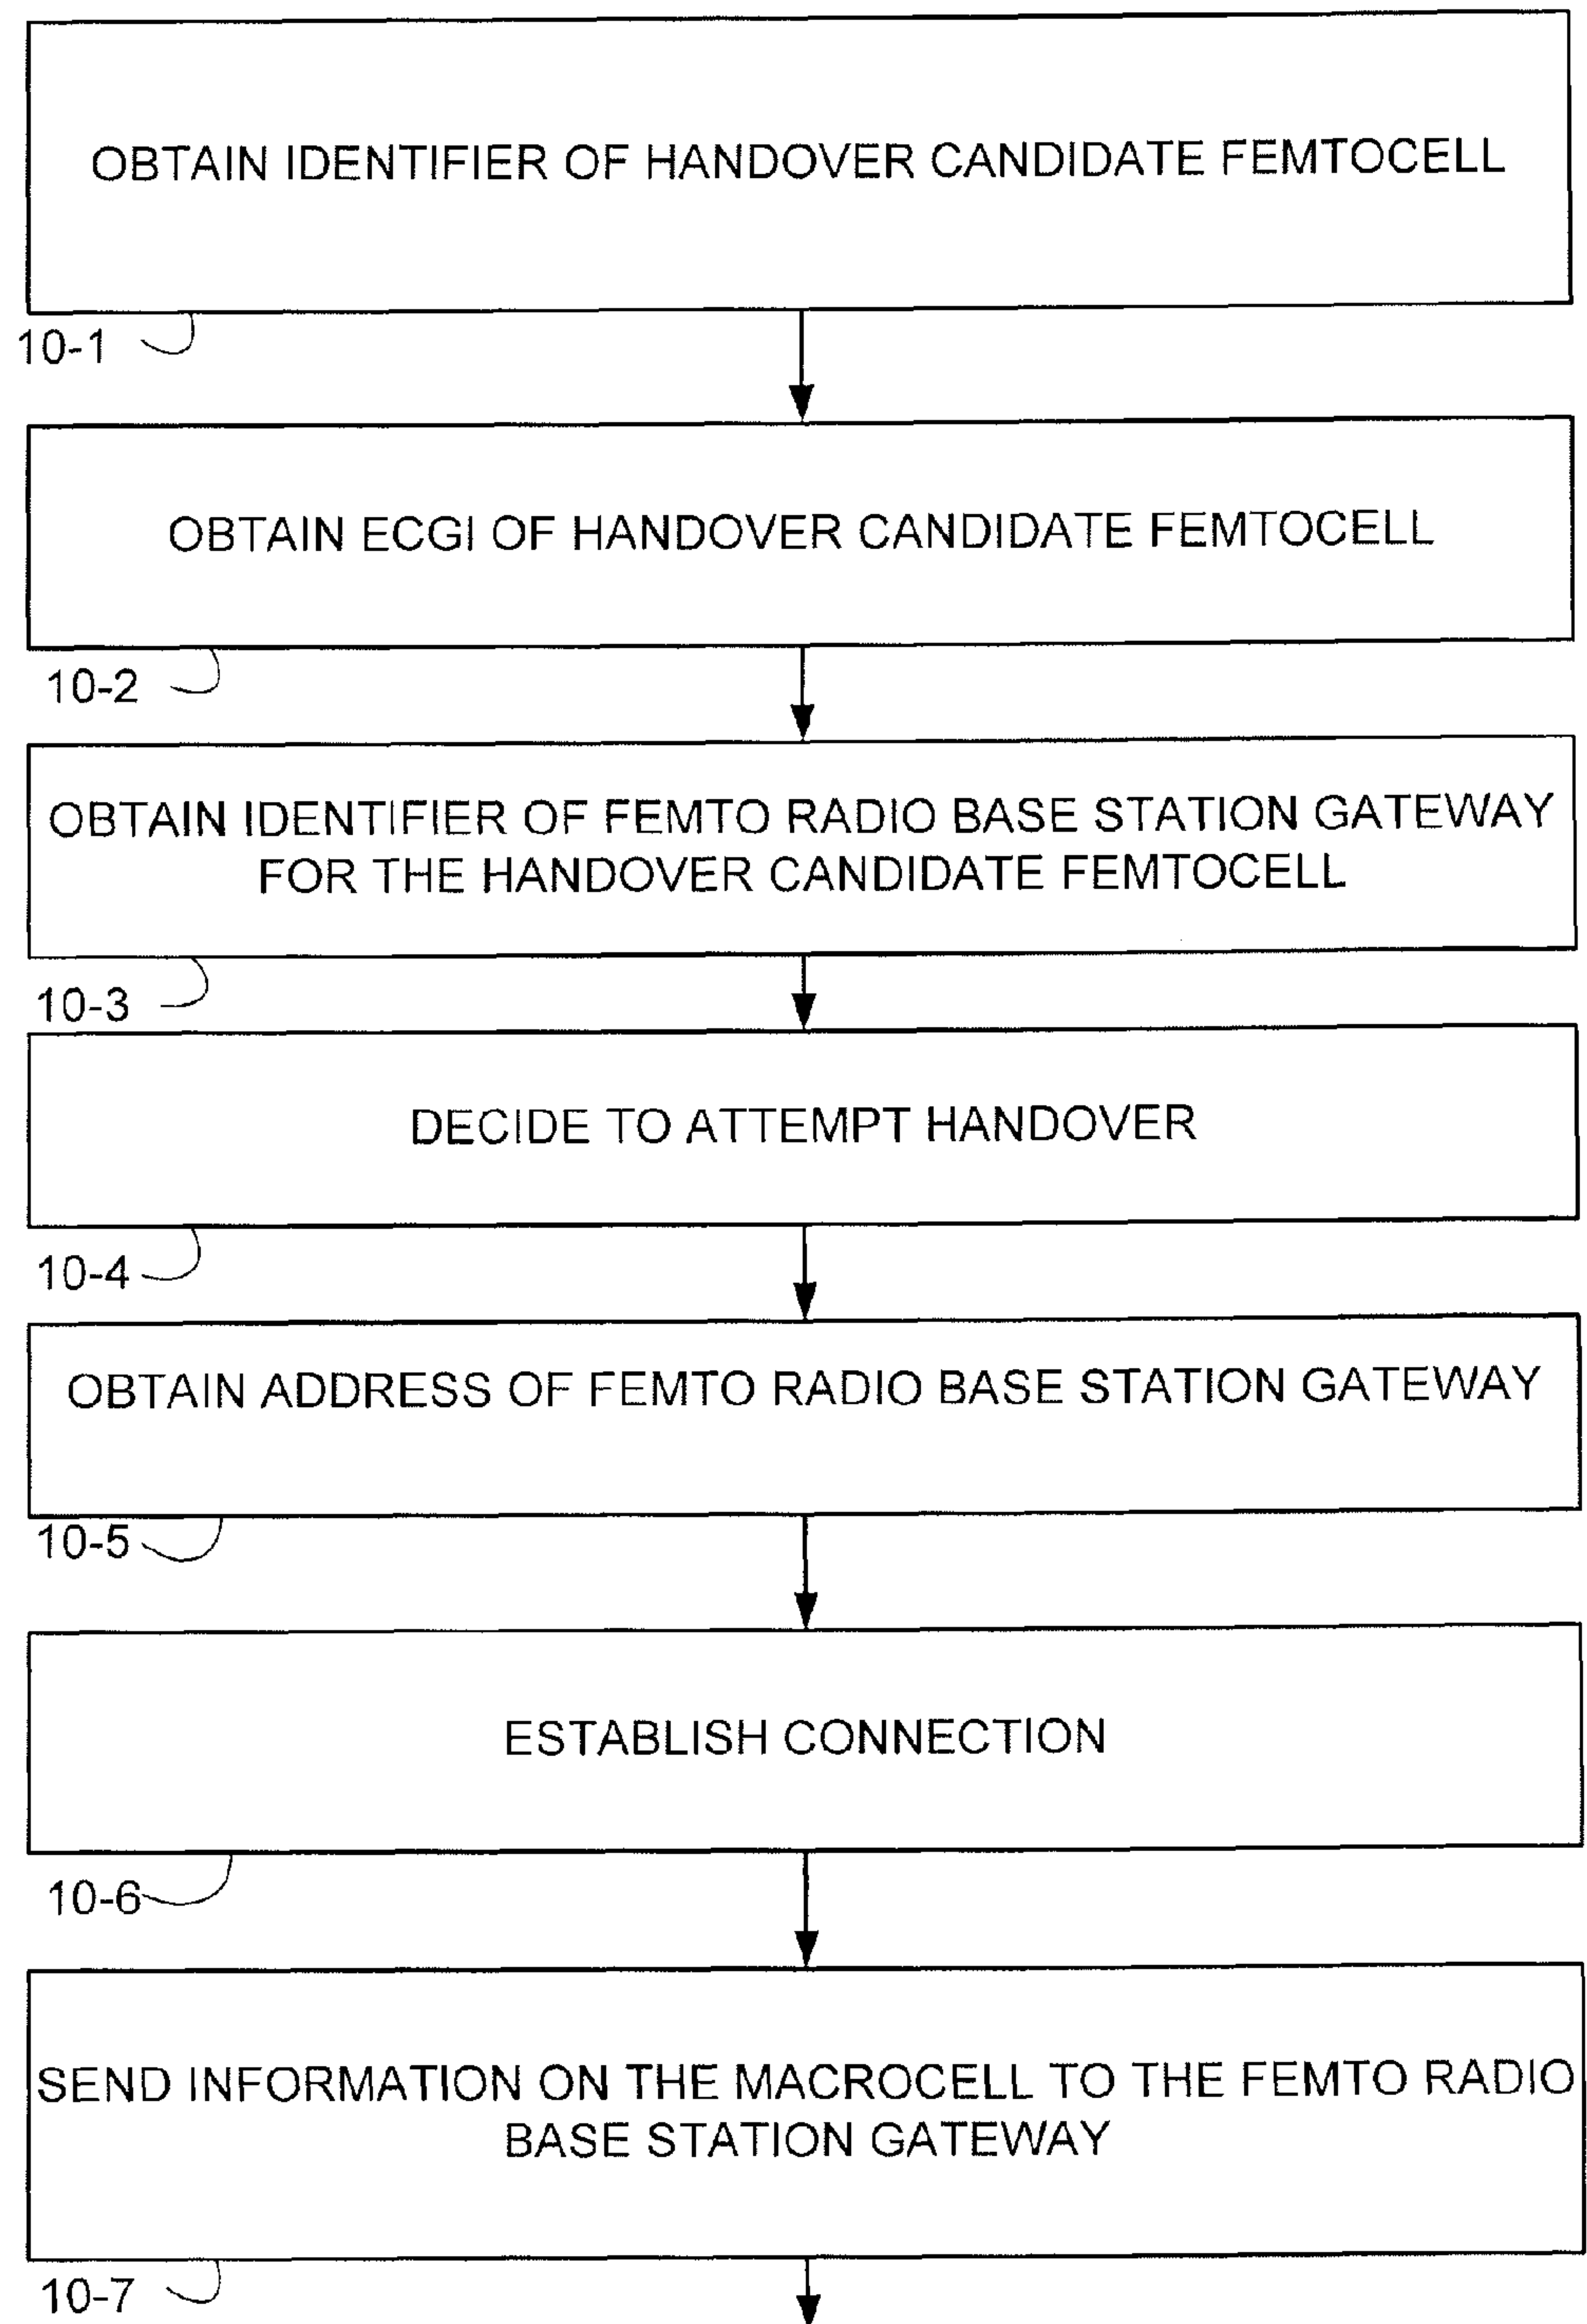 OBTAIN IDENTIFIER OF HANDOVER CANDIDATE FEMTOCELL
10-1
OBTAIN ECGI OF HANDOVER CANDIDATE FEMTOCELL
10-2
OBTAIN IDENTIFIER OF FEMTO RADIO BASE STATION GATEWAY
FOR THE HANDOVER CANDIDATE FEMTOCELL
10-3
DECIDE TO ATTEMPT HANDOVER
10-4
OBTAIN ADDRESS OF FEMTO RADIO BASE STATION GATEWAY
10-5
ESTABLISH CONNECTION
10-6
SEND INFORMATION ON THE MACROCELL TO THE FEMTO RADIO
BASE STATION GATEWAY
10-7